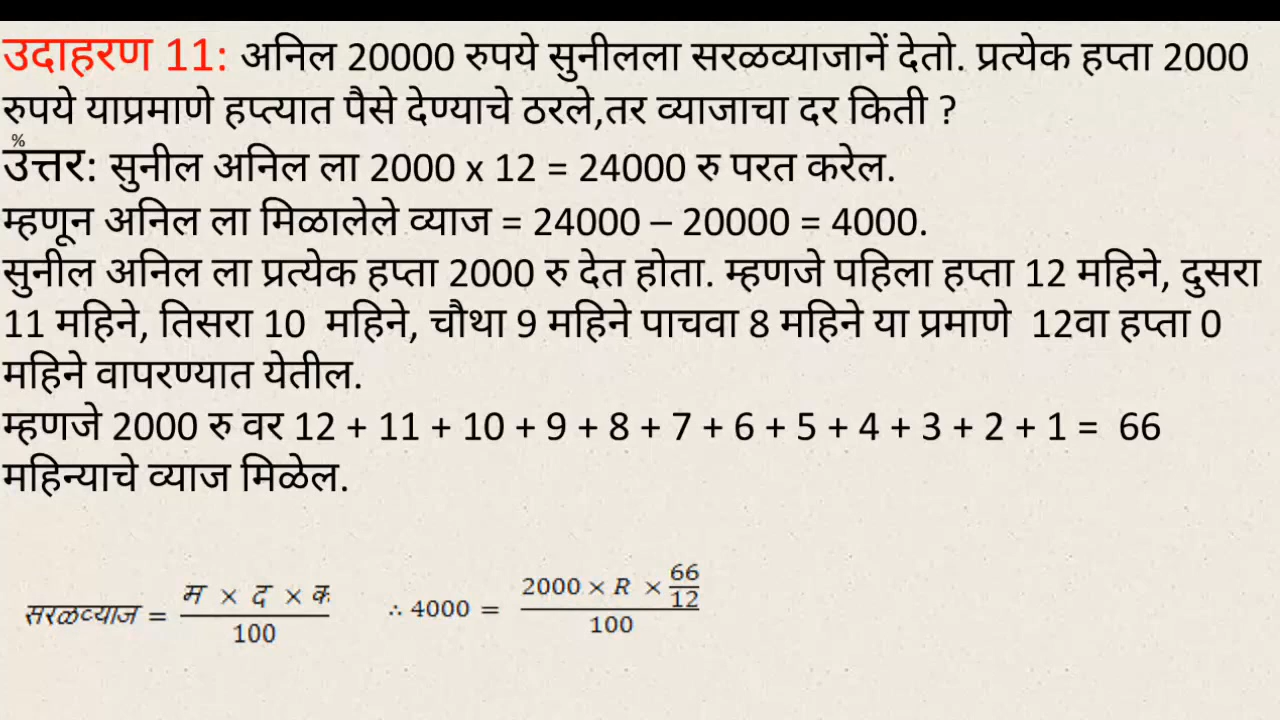 उदाहरण 11: अनिल 20000 रुपये सुनीलला सरळव्याजानें देतो. प्रत्येक हप्ता 2000
रुपये याप्रमाणे हप्त्यात पैसे देण्याचे ठरले,तर व्याजाचा दर किती ?
%
उत्तर: सुनील अनिल ला 2000 x 12 = 24000 रु परत करेल.
म्हणून अनिल ला मिळालेले व्याज = 24000 – 20000 = 4000.
सुनील अनिल ला प्रत्येक हप्ता 2000 रु देत होता. म्हणजे पहिला हप्ता 12 महिने, दुसरा
11 महिने, तिसरा 10 महिने, चौथा 9 महिने पाचवा 8 महिने या प्रमाणे 12वा हप्ता 0
महिने वापरण्यात येतील.
म्हणजे 2000 रु वर 12 + 11 + 10 + 9 + 8 + 7 + 6 + 5 + 4 + 3 + 2 + 1 = 66
महिन्याचे व्याज मिळेल.
सरळव्याज = म × द × क / 100 ∴ 4000 = 2000 × R × 66/12 / 100